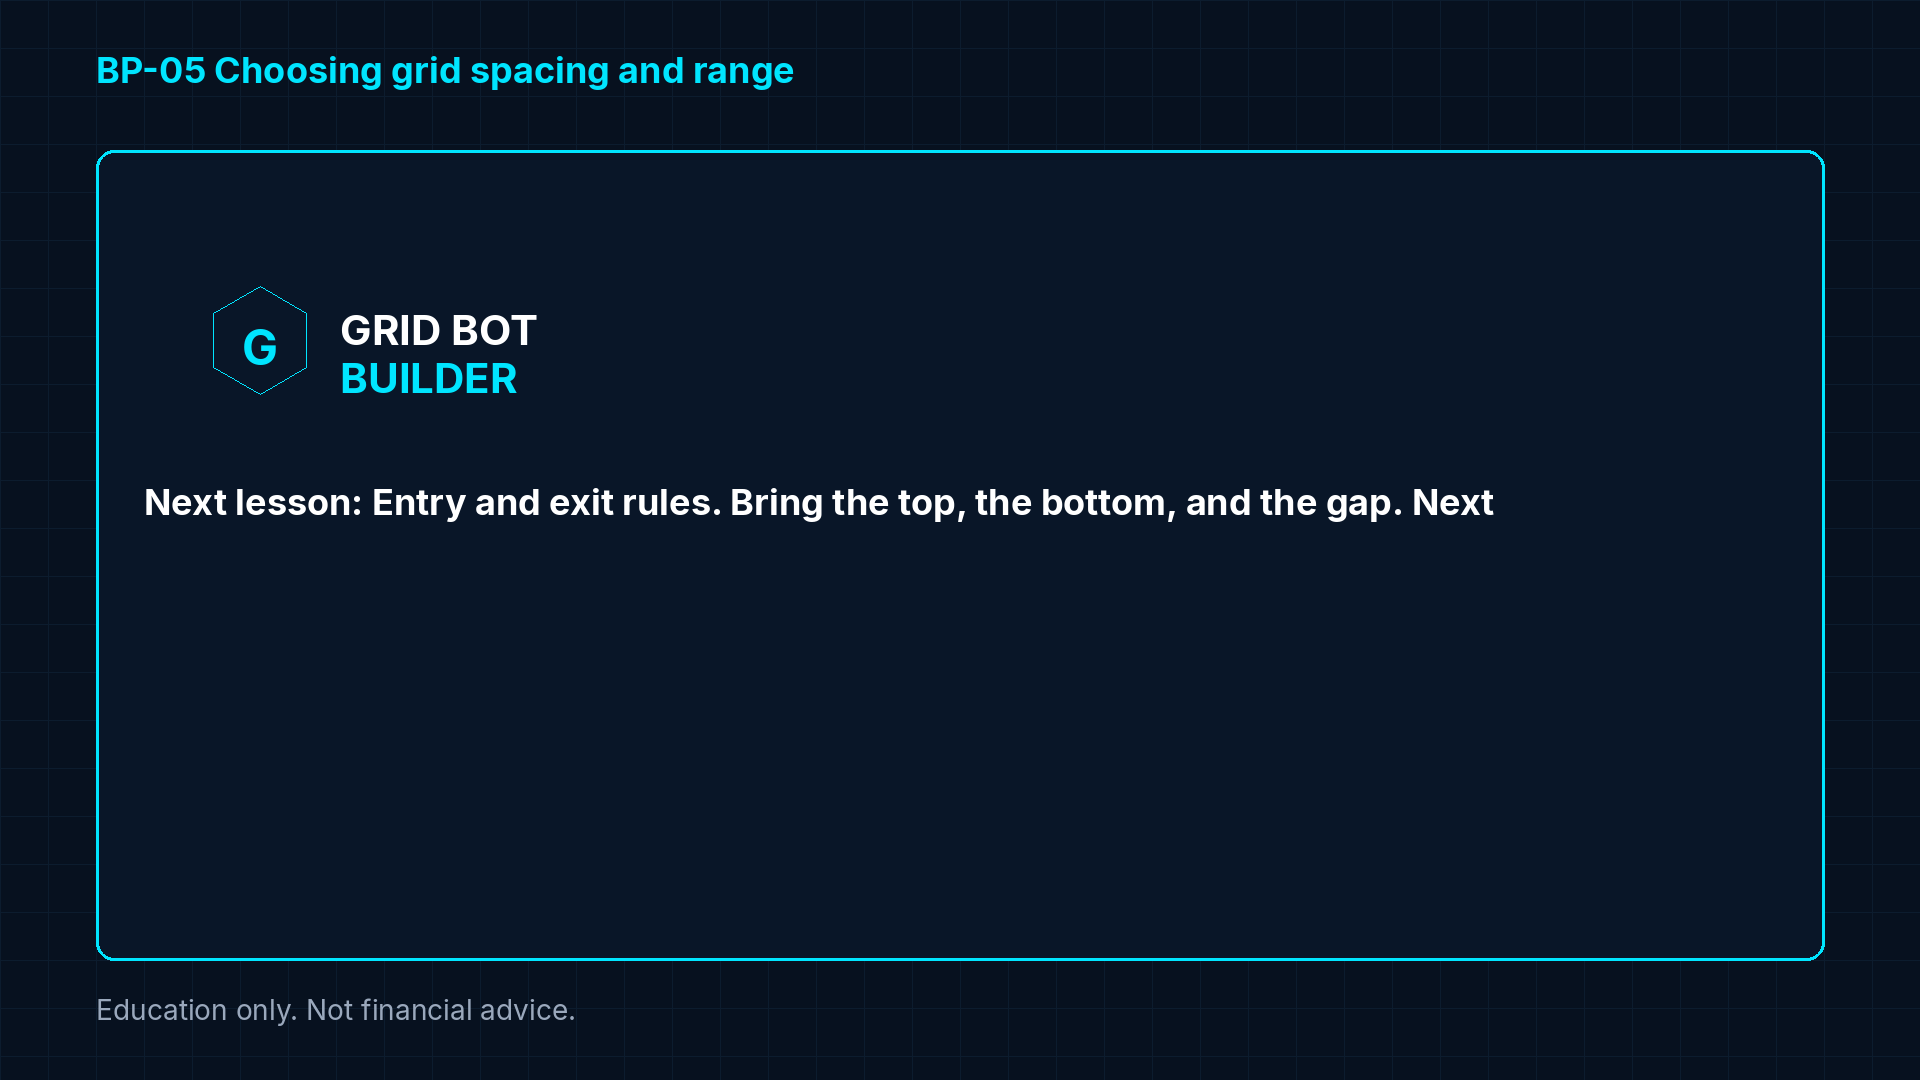 BP-05 Choosing grid spacing and range
G
GRID BOT
BUILDER
Next lesson: Entry and exit rules. Bring the top, the bottom, and the gap. Next
Education only. Not financial advice.